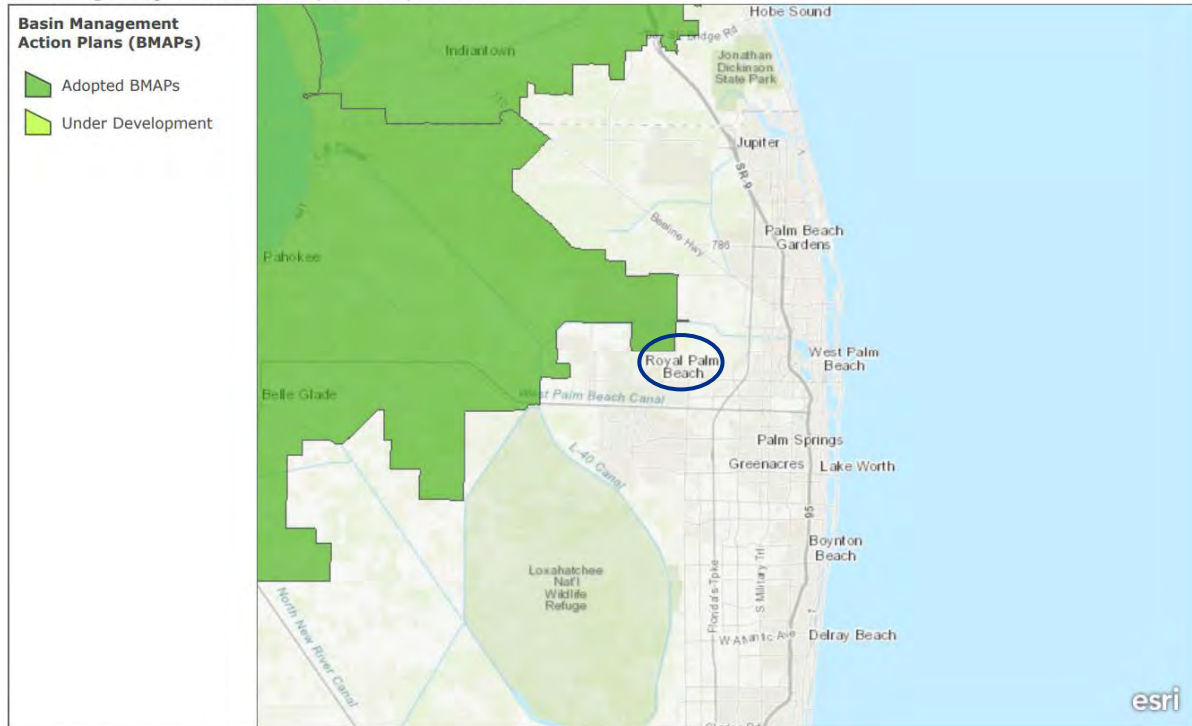 Basin Management
Action Plans (BMAPs)
Adopted BMAPs
Under Development
Hobe Sound
Bridge Rd
Indiantown
Jonathan
Dickinson
State Park
Jupiter
SR-9
Beeline Hwy
786
Palm Beach
Gardens
Pahokee
Royal Palm
Beach
West Palm
Beach
Belle Glade
West Palm Beach Canal
L-40 Canal
Palm Springs
Greenacres
Lake Worth
95
Boynton
Beach
Loxahatchee
Nat'l
Wildlife
Refuge
Florida's-Tpke
S Military Trl
North New River Canal
W Atlantic Ave
Delray Beach
esri